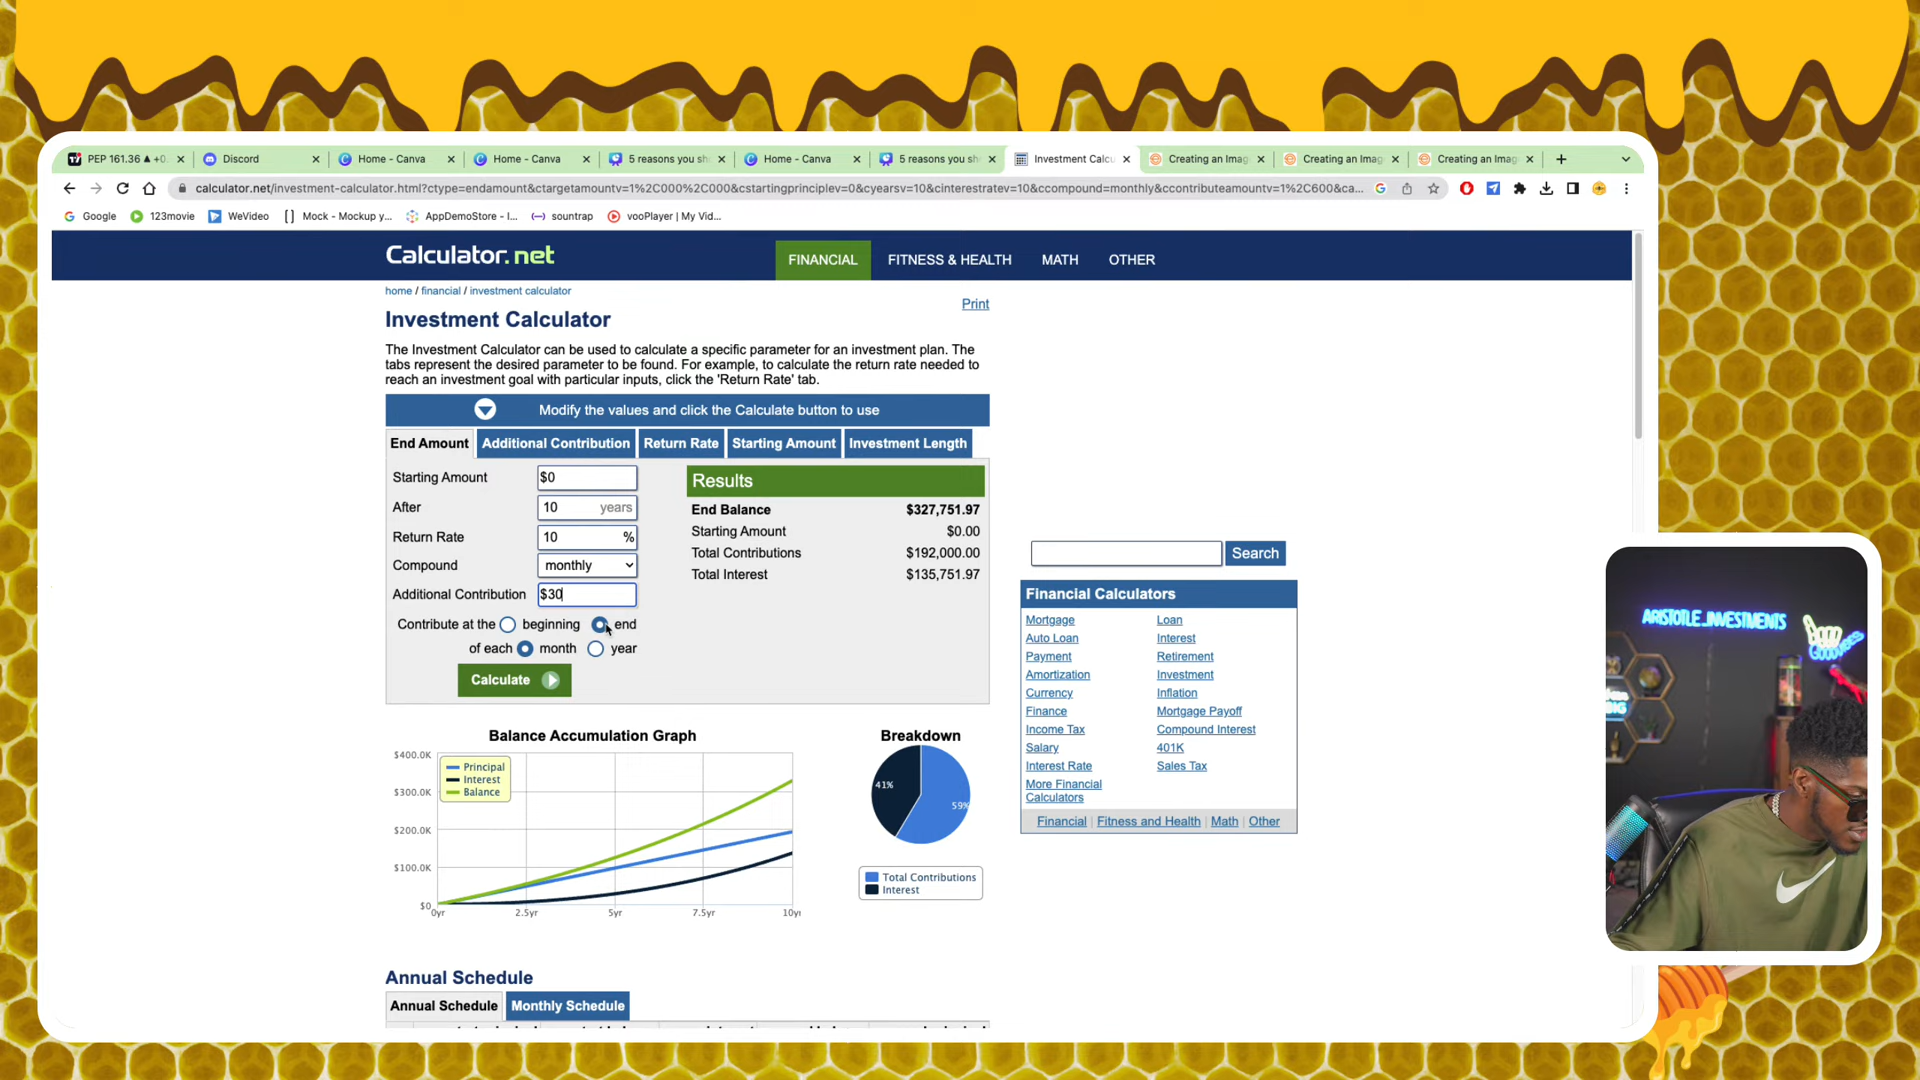 PEP 161.36 ▲ +0.
Discord
Home - Canva
Home - Canva
5 reasons you sh
Home - Canva
5 reasons you sh
Investment Calcu
Creating an Imag
Creating an Imag
Creating an Imag
calculator.net/investment-calculator.html?ctype=endamount&ctargetamountv=1%2C000%2C000&cstartingprinciplev=0&cyearsv=10&cinterestratev=10&ccompound=monthly&ccontributeamountv=1%2C600&ca...
Google
123movie
WeVideo
Mock - Mockup y...
AppDemoStore - I...
sountrap
vooPlayer | My Vid...
Calculator.net
FINANCIAL
FITNESS & HEALTH
MATH
OTHER
home / financial / investment calculator
Print
Investment Calculator
The Investment Calculator can be used to calculate a specific parameter for an investment plan. The
tabs represent the desired parameter to be found. For example, to calculate the return rate needed to
reach an investment goal with particular inputs, click the 'Return Rate' tab.
Modify the values and click the Calculate button to use
End Amount
Additional Contribution
Return Rate
Starting Amount
Investment Length
Starting Amount $0
After 10 years
Return Rate 10 %
Compound monthly
Additional Contribution $30
Contribute at the beginning end
of each month year
Calculate
Results
End Balance $327,751.97
Starting Amount $0.00
Total Contributions $192,000.00
Total Interest $135,751.97
Search
Financial Calculators
Mortgage Loan
Auto Loan Interest
Payment Retirement
Amortization Investment
Currency Inflation
Finance Mortgage Payoff
Income Tax Compound Interest
Salary 401K
Interest Rate Sales Tax
More Financial
Calculators
Financial | Fitness and Health | Math | Other
Balance Accumulation Graph
$400.0K
$300.0K
$200.0K
$100.0K
$0
Principal
Interest
Balance
0yr 2.5yr 5yr 7.5yr 10yr
Breakdown
41%
59%
Total Contributions
Interest
Annual Schedule
Annual Schedule
Monthly Schedule
ARISTOTLE_INVESTMENTS
GOODVIBES